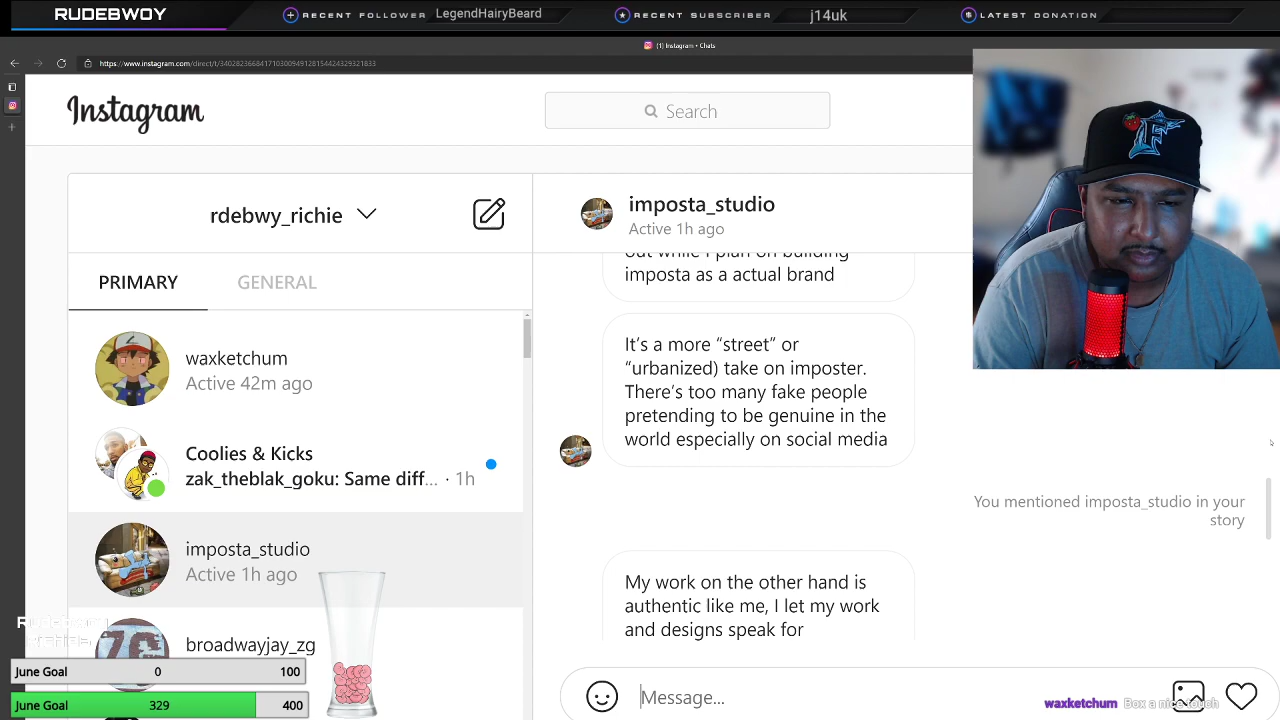 RUDEBWOY
RECENT FOLLOWER LegendHairyBeard
RECENT SUBSCRIBER j14uk
LATEST DONATION
(1) Instagram • Chats
Instagram
Search
rdebwy_richie
imposta_studio
Active 1h ago
PRIMARY GENERAL
waxketchum
Active 42m ago
Coolies & Kicks
zak_theblak_goku: Same diff... · 1h
imposta_studio
Active 1h ago
broadwayjay_zg
but while I plan on building
imposta as a actual brand
It's a more “street” or
“urbanized) take on imposter.
There's too many fake people
pretending to be genuine in the
world especially on social media
You mentioned imposta_studio in your
story
My work on the other hand is
authentic like me, I let my work
and designs speak for
Message...
June Goal 0 100
June Goal 329 400
waxketchum Box a nice touch